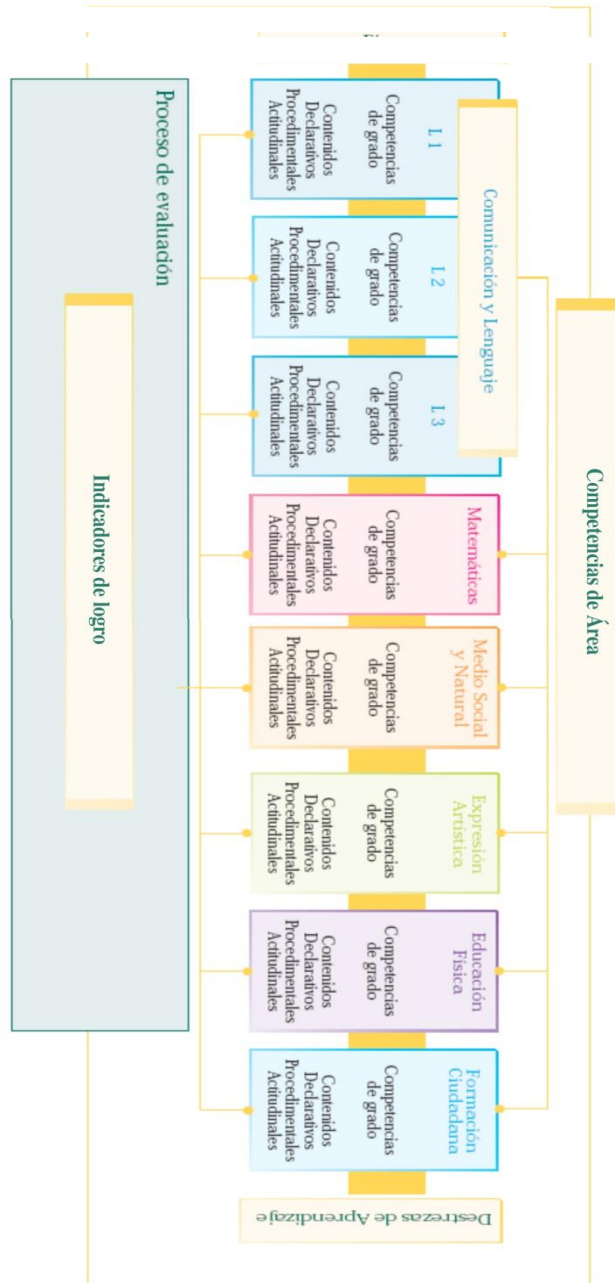 Competencias de Área
Comunicación y Lenguaje
L 1
Competencias
de grado
Contenidos
Declarativos
Procedimentales
Actitudinales
L 2
Competencias
de grado
Contenidos
Declarativos
Procedimentales
Actitudinales
L 3
Competencias
de grado
Contenidos
Declarativos
Procedimentales
Actitudinales
Matemáticas
Competencias
de grado
Contenidos
Declarativos
Procedimentales
Actitudinales
Medio Social
y Natural
Competencias
de grado
Contenidos
Declarativos
Procedimentales
Actitudinales
Expresión
Artística
Competencias
de grado
Contenidos
Declarativos
Procedimentales
Actitudinales
Educación
Física
Competencias
de grado
Contenidos
Declarativos
Procedimentales
Actitudinales
Formación
Ciudadana
Competencias
de grado
Contenidos
Declarativos
Procedimentales
Actitudinales
Destrezas de Aprendizaje
Proceso de evaluación
Indicadores de logro